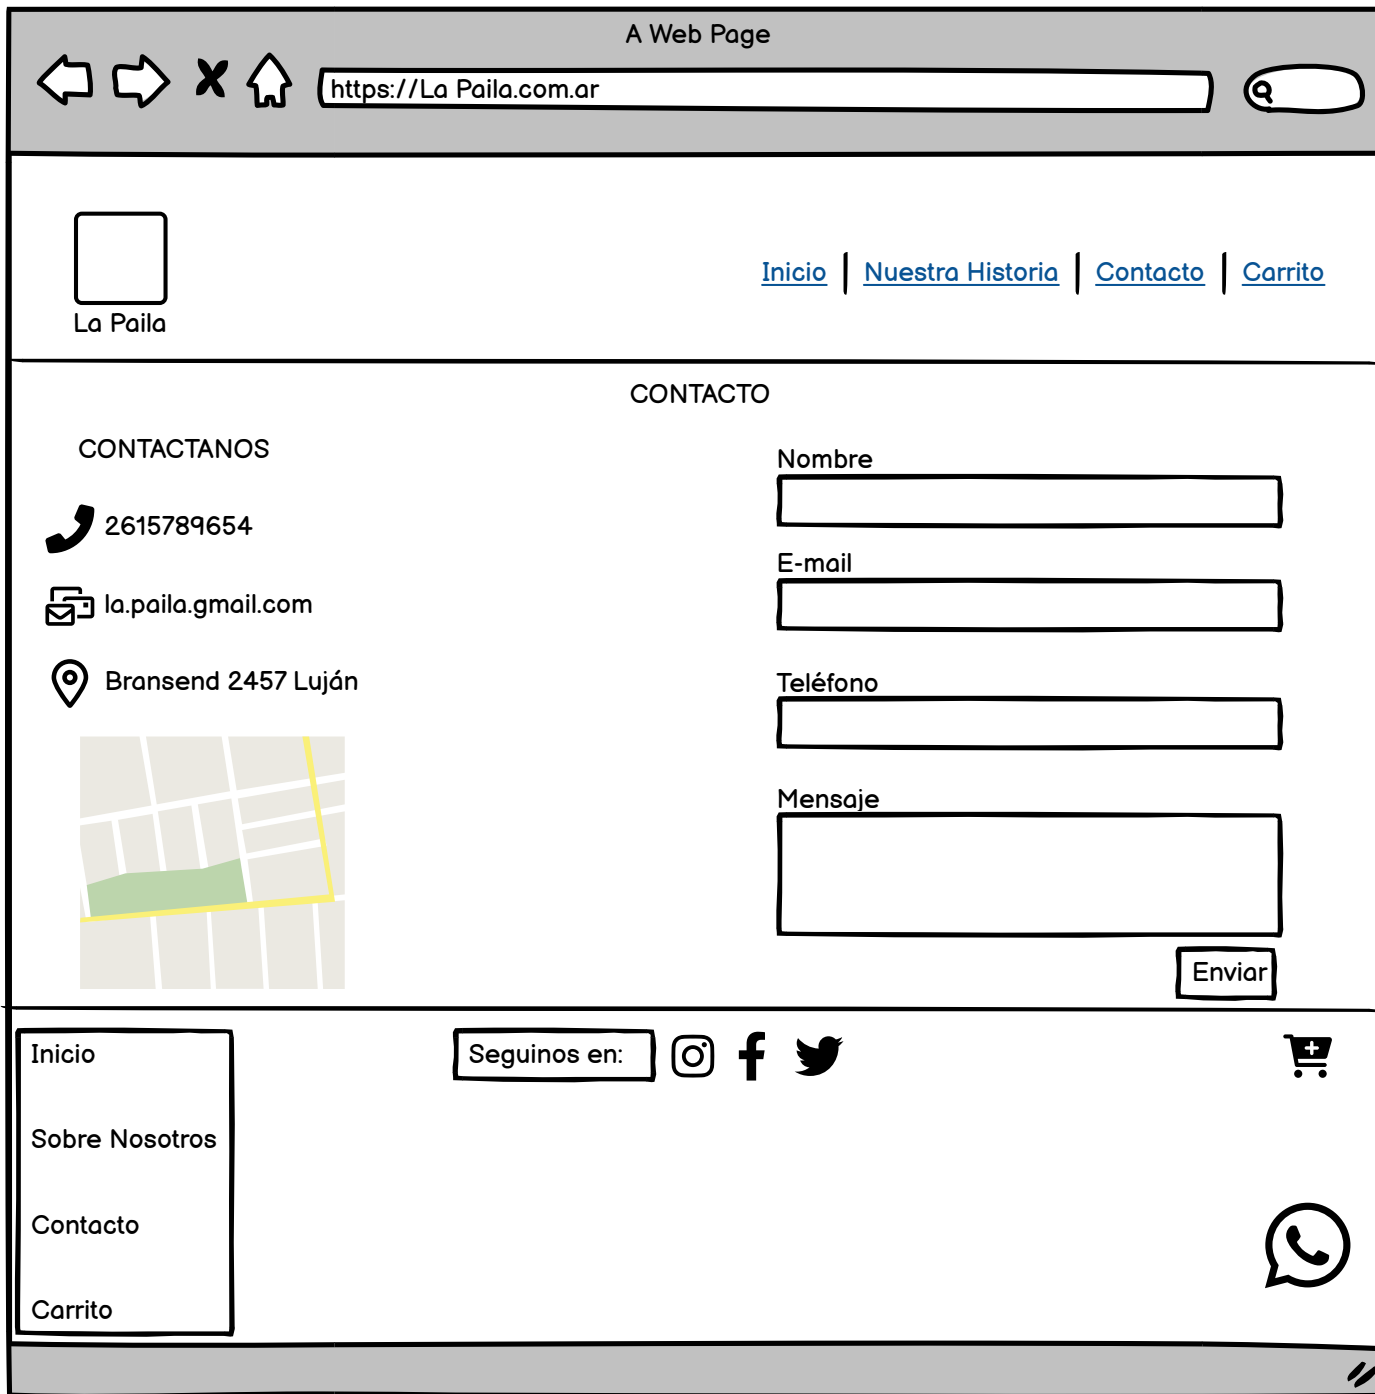 A Web Page
https://La Paila.com.ar
La Paila
Inicio
Nuestra Historia
Contacto
Carrito
CONTACTO
CONTACTANOS
2615789654
la.paila.gmail.com
Bransend 2457 Luján
Nombre
E-mail
Teléfono
Mensaje
Enviar
Inicio
Sobre Nosotros
Contacto
Carrito
Seguinos en: